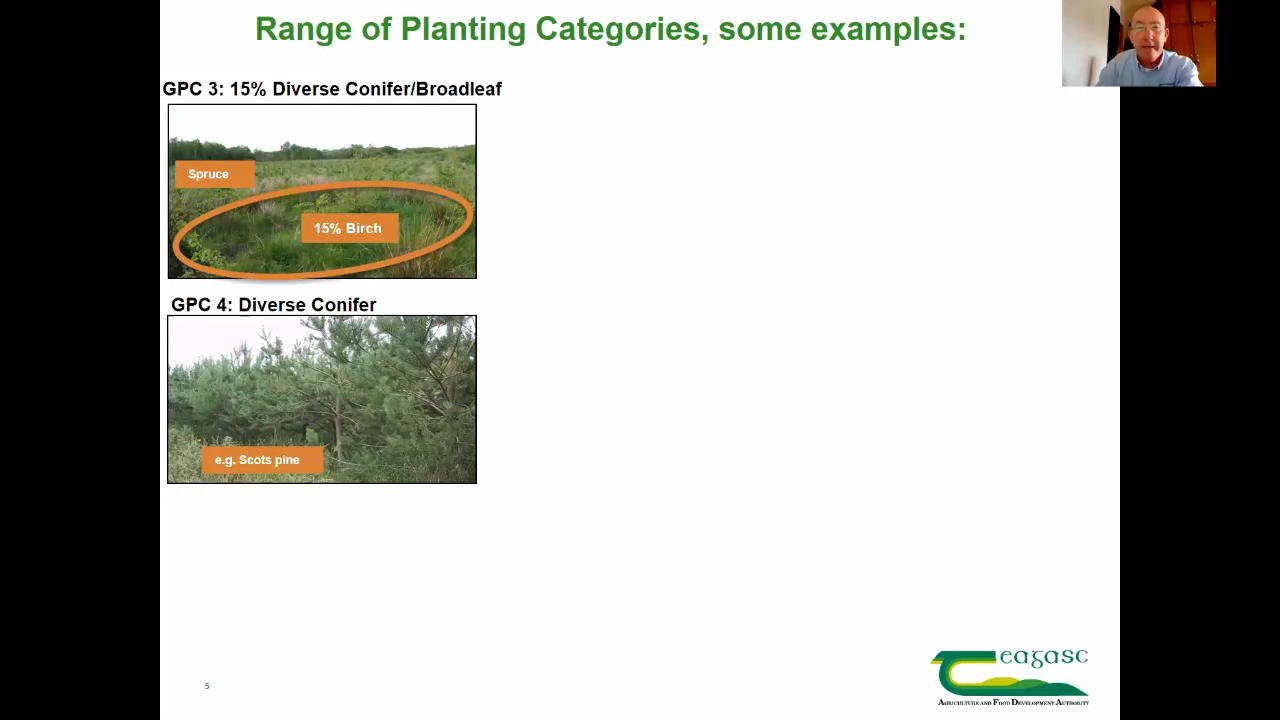 Range of Planting Categories, some examples:
GPC 3: 15% Diverse Conifer/Broadleaf
Spruce
15% Birch
GPC 4: Diverse Conifer
e.g. Scots pine
5
Teagasc
AGRICULTURE AND FOOD DEVELOPMENT AUTHORITY